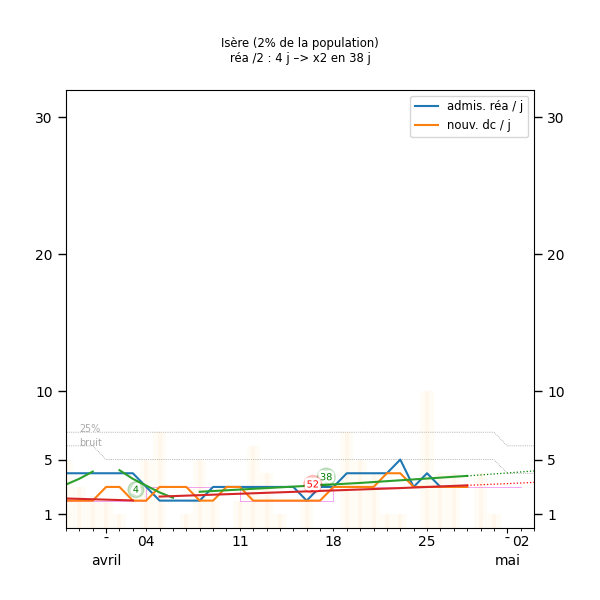 Isère (2% de la population)
réa /2 : 4 j –> x2 en 38 j
admis. réa / j
nouv. dc / j
30 30
20 20
10 10
25%
bruit
5 5
38
52
4
1 1
04 11 18 25 02
avril mai